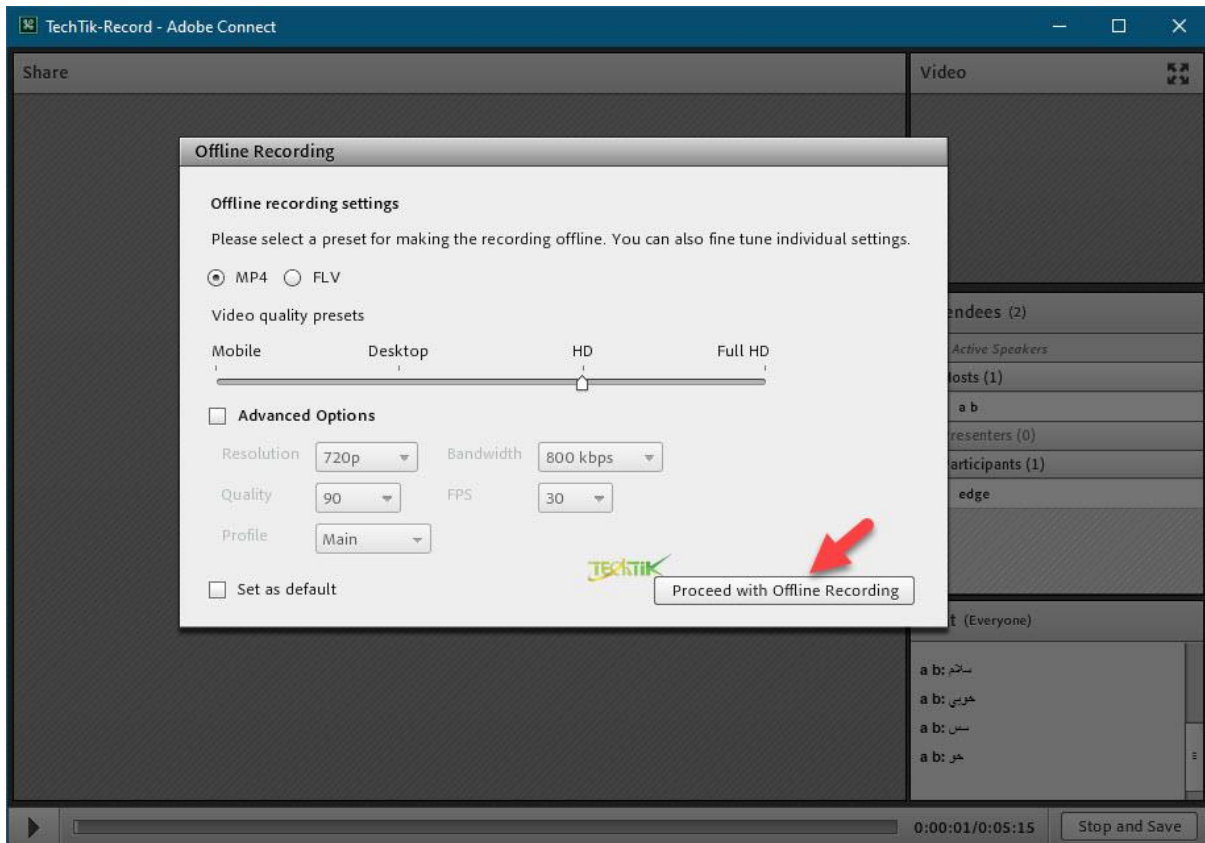 TechTik-Record - Adobe Connect
Share
Video
Offline Recording
Offline recording settings
Please select a preset for making the recording offline. You can also fine tune individual settings.
MP4 FLV
Video quality presets
Mobile Desktop HD Full HD
Advanced Options
Resolution 720p Bandwidth 800 kbps
Quality 90 FPS 30
Profile Main
TECHTIK
Set as default
Proceed with Offline Recording
endees (2)
Active Speakers
osts (1)
a b
resenters (0)
articipants (1)
edge
t (Everyone)
a b: سلام
a b: خوبی
a b: سس
a b: خو
0:00:01/0:05:15
Stop and Save